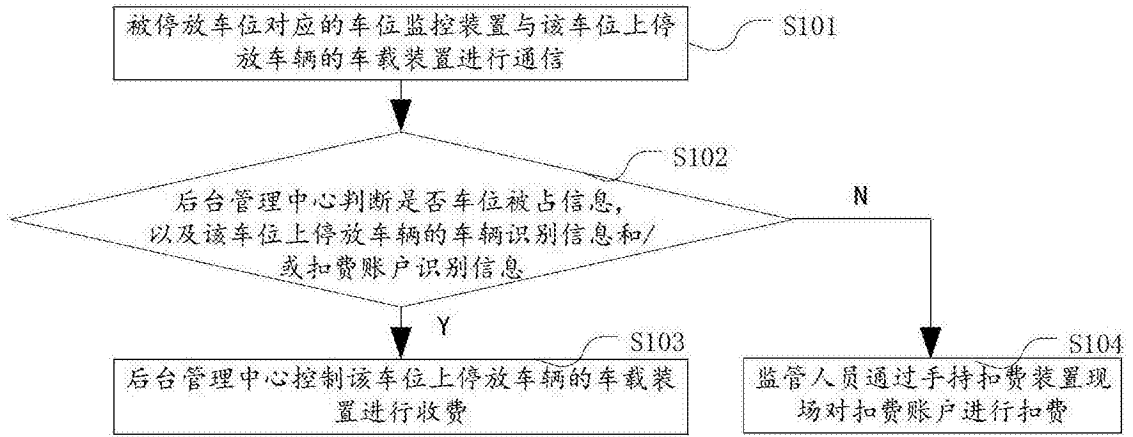 被停放车位对应的车位监控装置与该车位上停
放车辆的车载装置进行通信
S101
S102
后台管理中心判断是否车位被占信息,
以及该车位上停放车辆的车辆识别信息和/
或扣费账户识别信息
N
Y
S103
后台管理中心控制该车位上停放车辆的车载装
置进行收费
S104
监管人员通过手持扣费装置现
场对扣费账户进行扣费